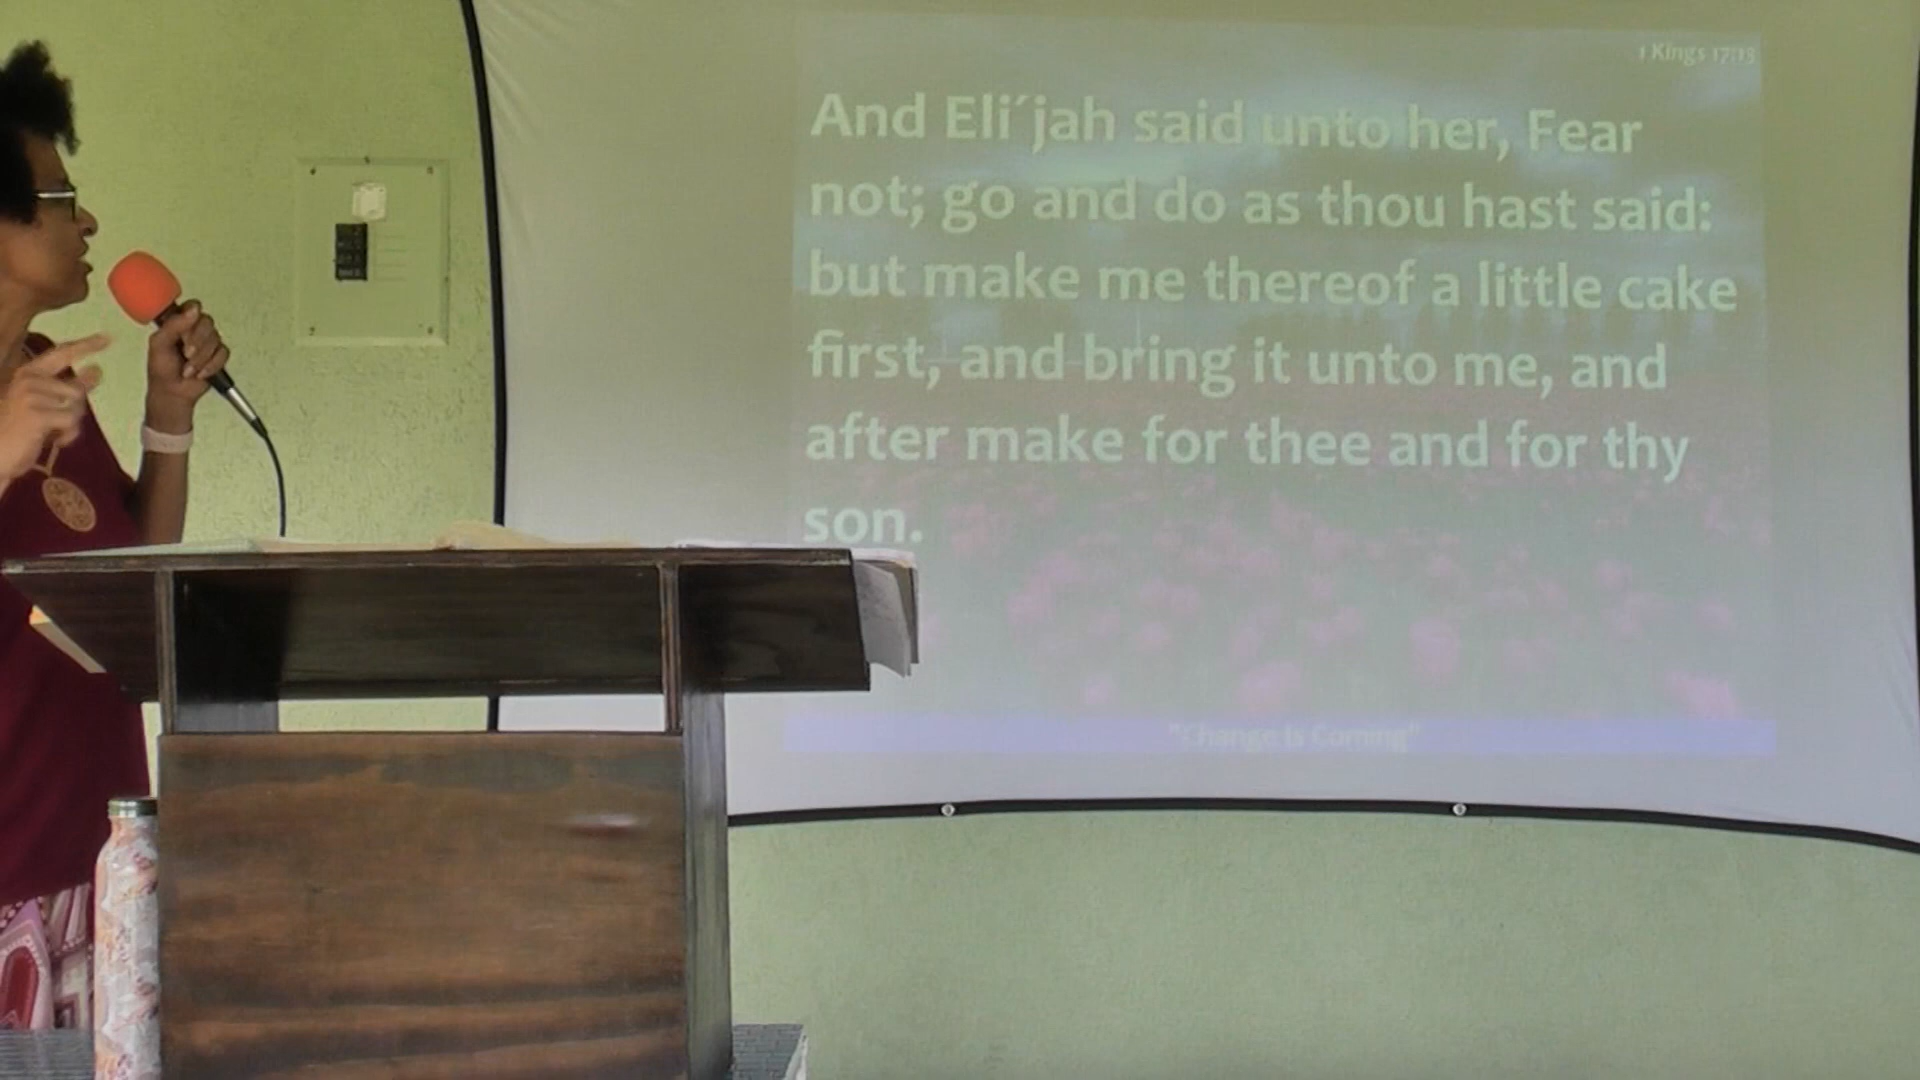 1 Kings 17:13
And Eli´jah said unto her, Fear
not; go and do as thou hast said:
but make me thereof a little cake
first, and bring it unto me, and
after make for thee and for thy
son.
"Change Is Coming"